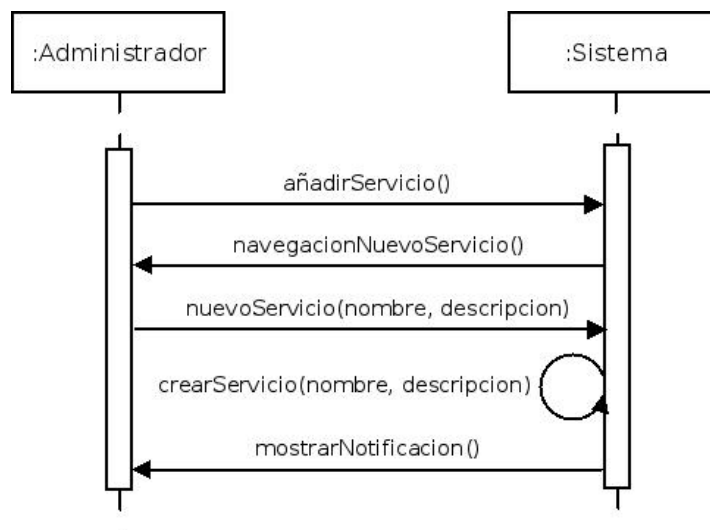 :Administrador
:Sistema
añadirServicio()
navegacionNuevoServicio()
nuevoServicio(nombre, descripcion)
crearServicio(nombre, descripcion)
mostrarNotificacion()